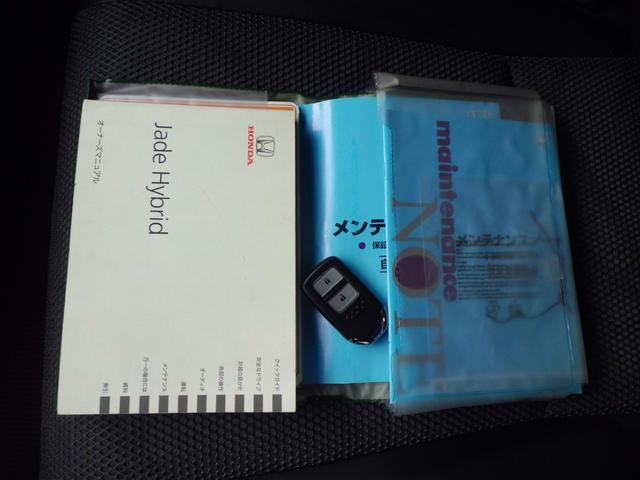 HONDA
Jade Hybrid
オーナーズマニュアル
クイックガイド
安全なドライブ
計器の見かた
各部の操作
オーディオ
運転
メンテナンス
万一の場合には
資料
索引
メンテ
保証
maintenance
NOTE
メンテナンス